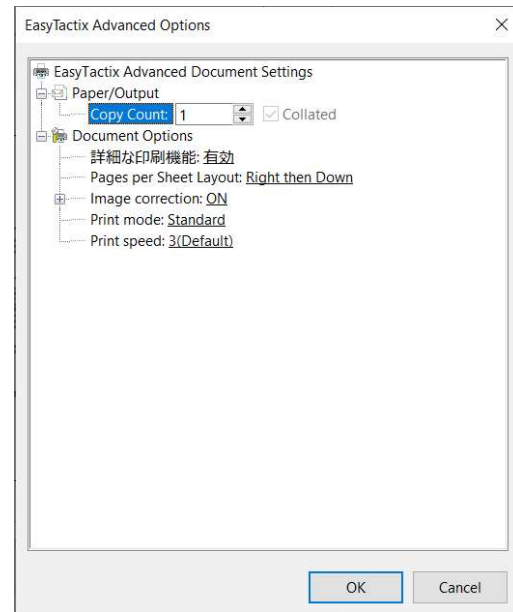 EasyTactix Advanced Options
EasyTactix Advanced Document Settings
Paper/Output
Copy Count: 1 Collated
Document Options
詳細な印刷機能: 有効
Pages per Sheet Layout: Right then Down
Image correction: ON
Print mode: Standard
Print speed: 3(Default)
OK Cancel